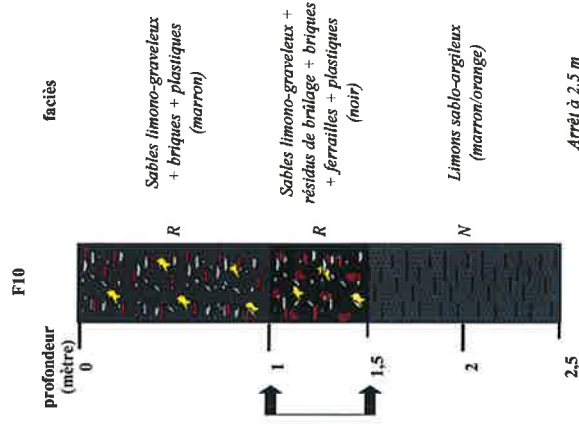 F10
profondeur
(mètre)
faciès
0
R
Sables limono-graveleux
+ briques + plastiques
(marron)
1
R
Sables limono-graveleux +
résidus de brûlage + briques
+ ferrailles + plastiques
(noir)
1,5
2
N
Limons sablo-argileux
(marron/orange)
2,5
Arrêt à 2.5 m